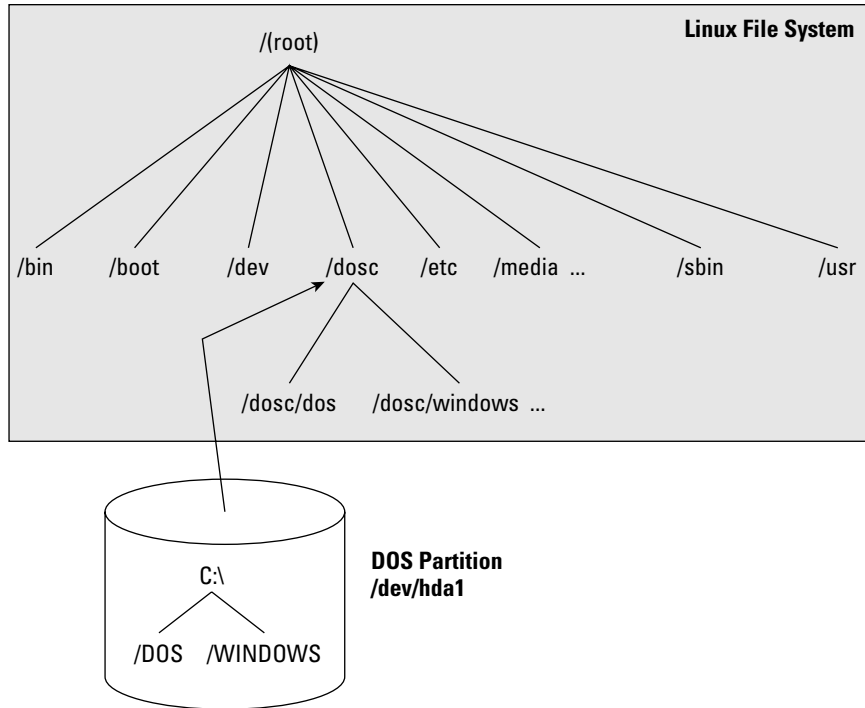 Linux File System
/(root)
/bin /boot /dev /dosc /etc /media ... /sbin /usr
/dosc/dos /dosc/windows ...
DOS Partition
/dev/hda1
C:\
/DOS /WINDOWS